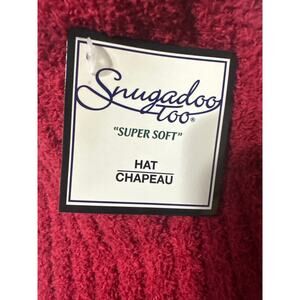 Snugadoo
Too®
"SUPER SOFT"
HAT
CHAPEAU